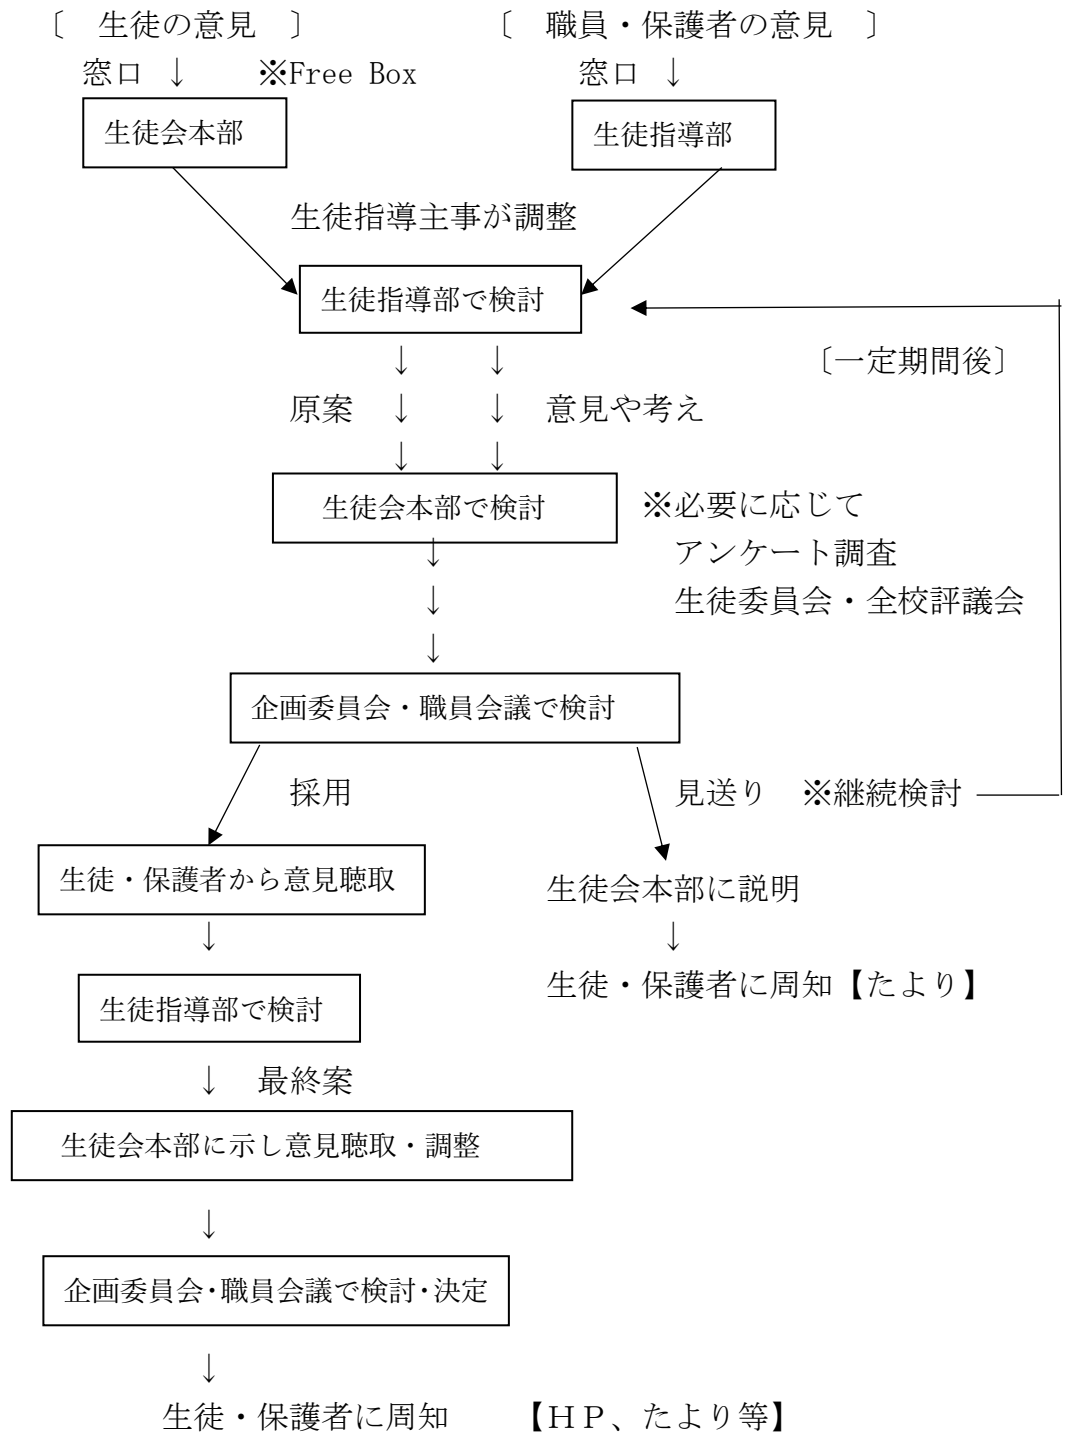 〔　生徒の意見　〕　　　　　　〔　職員・保護者の意見　〕
窓口　↓　　※Free Box　　　　　窓口　↓
生徒会本部　　　　　　　　　　生徒指導部
生徒指導主事が調整
生徒指導部で検討
↓　　↓
〔一定期間後〕
原案　↓　　↓　意見や考え
↓　　↓
生徒会本部で検討　※必要に応じて
↓　アンケート調査
↓　生徒委員会・全校評議会
↓
企画委員会・職員会議で検討
採用　　　　　　　　　　見送り　※継続検討
生徒・保護者から意見聴取　　　　生徒会本部に説明
↓　　　　　　　　　　　　　　↓
生徒指導部で検討　　　　　　　生徒・保護者に周知【たより】
↓　最終案
生徒会本部に示し意見聴取・調整
↓
企画委員会・職員会議で検討・決定
↓
生徒・保護者に周知　　【ＨＰ、たより等】